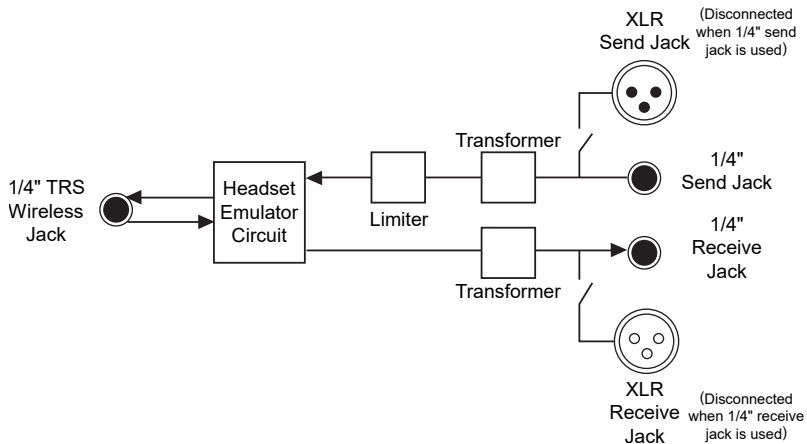 XLR
Send Jack
(Disconnected
when 1/4" send
jack is used)
Transformer
1/4"
Send Jack
1/4" TRS
Wireless
Jack
Headset
Emulator
Circuit
Limiter
1/4"
Receive
Jack
Transformer
XLR
Receive
Jack
(Disconnected
when 1/4" receive
jack is used)